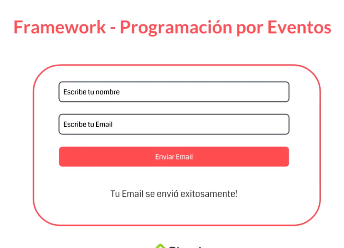 Framework - Programación por Eventos
Escribe tu nombre
Escribe tu Email
Enviar Email
Tu Email se envió exitosamente!